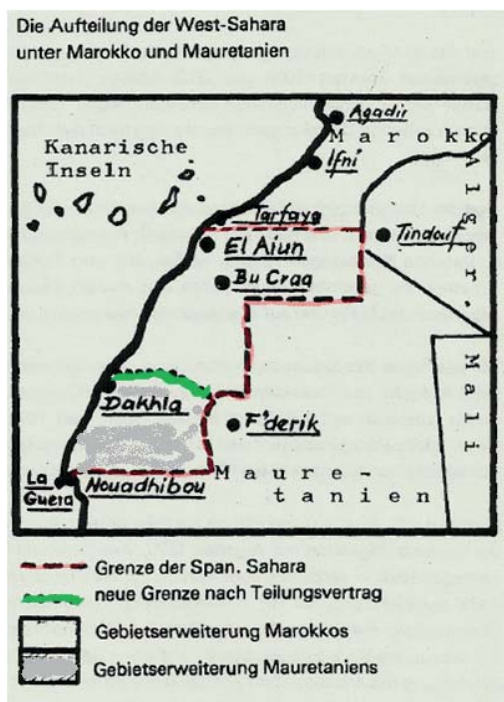 Die Aufteilung der West-Sahara
unter Marokko und Mauretanien
Agadir
Marokko
Kanarische
Inseln
Ifni
Alger.
Tarfaya
Tindouf
El Aiun
Bu Craa
Mali
Dakhla
F'derik
La
Guera
Nouadhibou
Maure-
tanien
Grenze der Span. Sahara
neue Grenze nach Teilungsvertrag
Gebietserweiterung Marokkos
Gebietserweiterung Mauretaniens